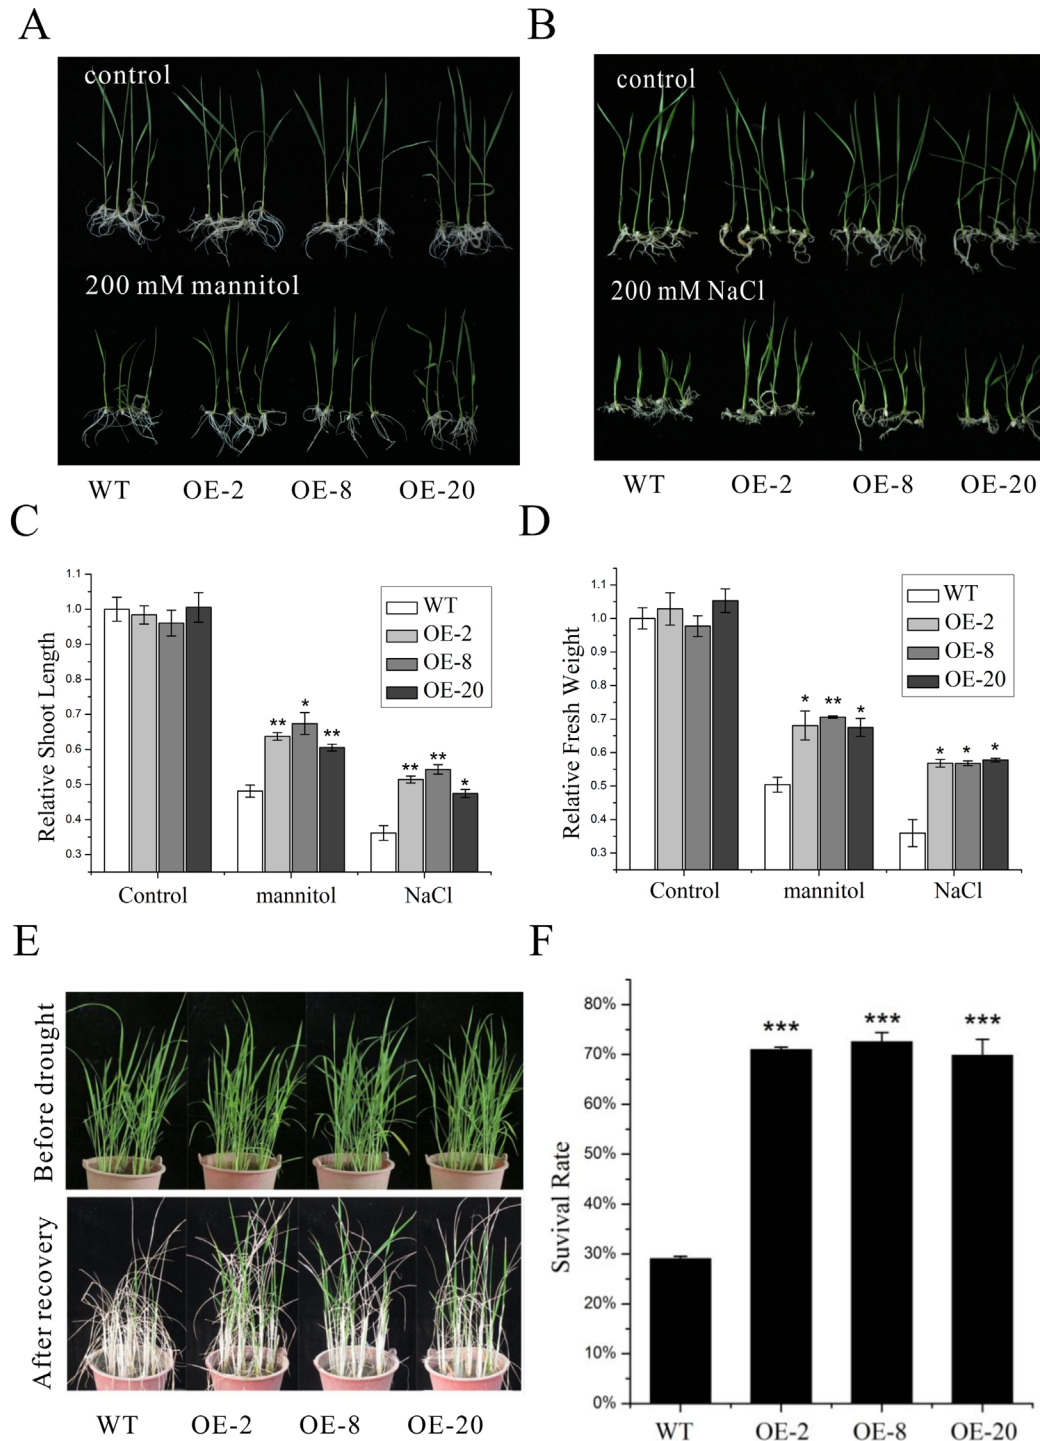 A
B
control
200 mM mannitol
WT OE-2 OE-8 OE-20
control
200 mM NaCl
WT OE-2 OE-8 OE-20
C
D
Relative Shoot Length
1.1
1.0
0.9
0.8
0.7
0.6
0.5
0.4
0.3
WT
OE-2
OE-8
OE-20
** * **
** ** *
Control mannitol NaCl
Relative Fresh Weight
1.1
1.0
0.9
0.8
0.7
0.6
0.5
0.4
0.3
WT
OE-2
OE-8
OE-20
* ** *
* * *
Control mannitol NaCl
E
F
Before drought
After recovery
WT OE-2 OE-8 OE-20
Suvival Rate
80%
70%
60%
50%
40%
30%
20%
10%
0%
*** *** ***
WT OE-2 OE-8 OE-20